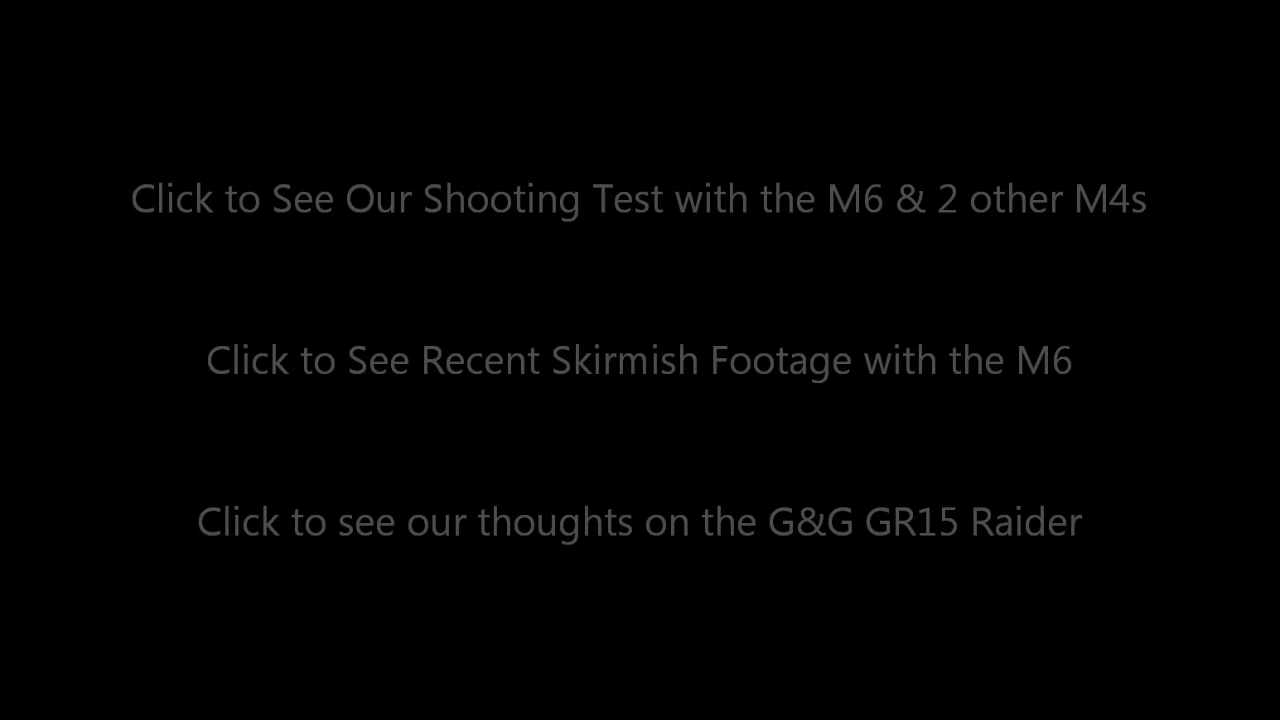 Click to See Our Shooting Test with the M6 & 2 other M4s
Click to See Recent Skirmish Footage with the M6
Click to see our thoughts on the G&G GR15 Raider